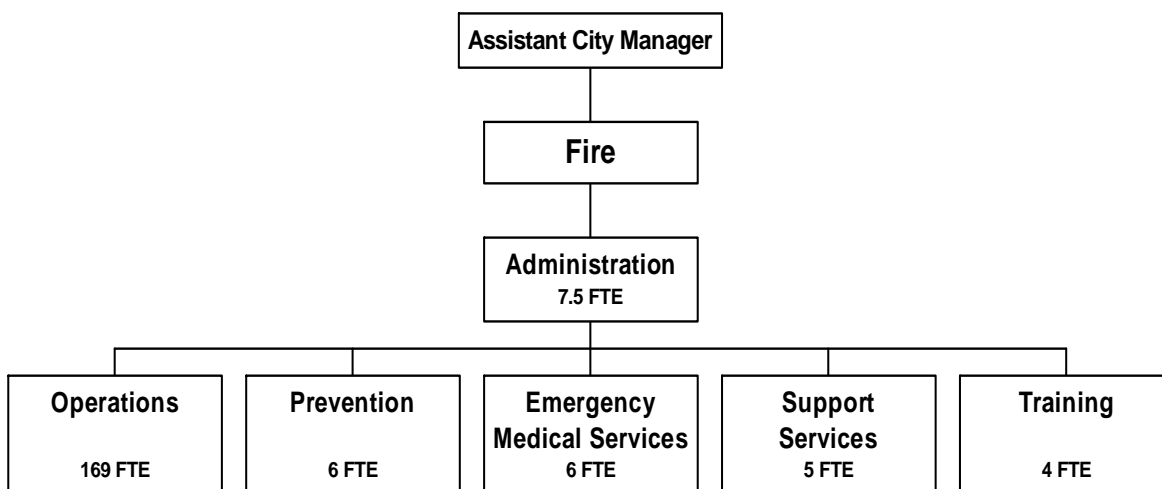 Assistant City Manager
Fire
Administration
7.5 FTE
Operations
169 FTE
Prevention
6 FTE
Emergency
Medical Services
6 FTE
Support
Services
5 FTE
Training
4 FTE